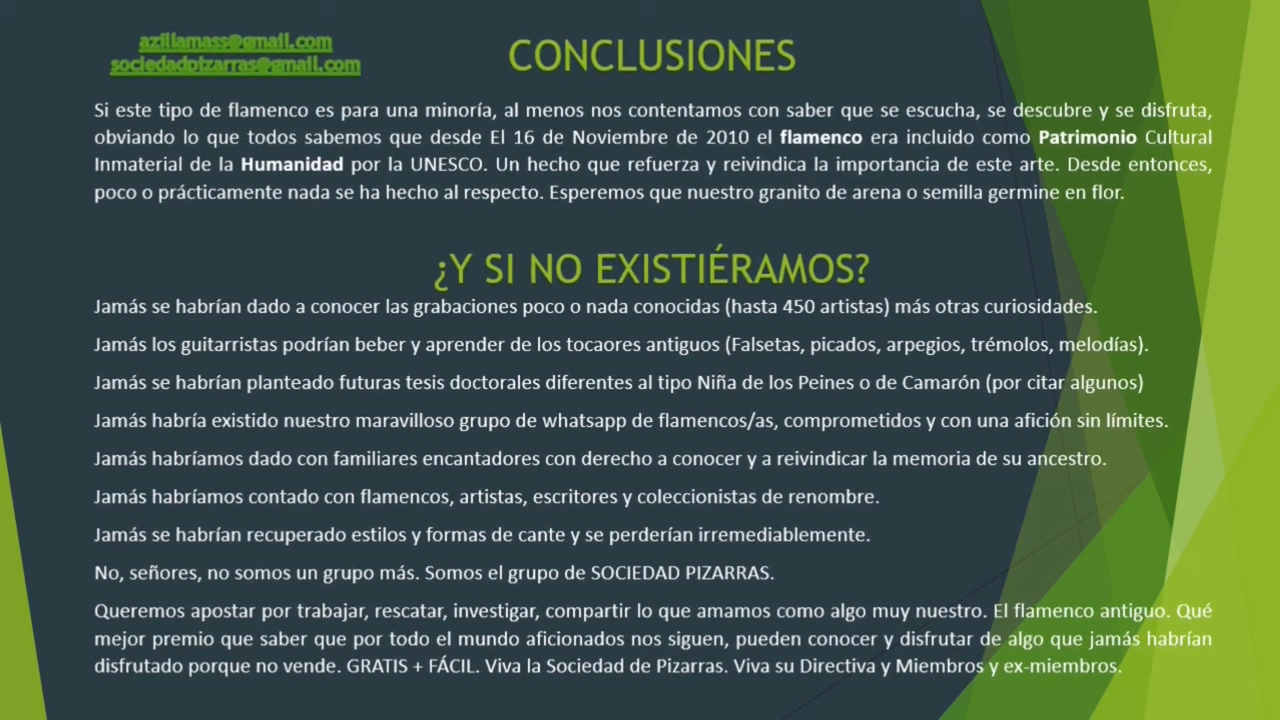 azillamass@gmail.com
sociedadpizarras@gmail.com
CONCLUSIONES
Si este tipo de flamenco es para una minoría, al menos nos contentamos con saber que se escucha, se descubre y se disfruta,
obviando lo que todos sabemos que desde El 16 de Noviembre de 2010 el flamenco era incluido como Patrimonio Cultural
Inmaterial de la Humanidad por la UNESCO. Un hecho que refuerza y reivindica la importancia de este arte. Desde entonces,
poco o prácticamente nada se ha hecho al respecto. Esperemos que nuestro granito de arena o semilla germine en flor.
¿Y SI NO EXISTIÉRAMOS?
Jamás se habrían dado a conocer las grabaciones poco o nada conocidas (hasta 450 artistas) más otras curiosidades.
Jamás los guitarristas podrían beber y aprender de los tocaores antiguos (Falsetas, picados, arpegios, trémolos, melodías).
Jamás se habrían planteado futuras tesis doctorales diferentes al tipo Niña de los Peines o de Camarón (por citar algunos)
Jamás habría existido nuestro maravilloso grupo de whatsapp de flamencos/as, comprometidos y con una afición sin límites.
Jamás habríamos dado con familiares encantadores con derecho a conocer y a reivindicar la memoria de su ancestro.
Jamás habríamos contado con flamencos, artistas, escritores y coleccionistas de renombre.
Jamás se habrían recuperado estilos y formas de cante y se perderían irremediablemente.
No, señores, no somos un grupo más. Somos el grupo de SOCIEDAD PIZARRAS.
Queremos apostar por trabajar, rescatar, investigar, compartir lo que amamos como algo muy nuestro. El flamenco antiguo. Qué
mejor premio que saber que por todo el mundo aficionados nos siguen, pueden conocer y disfrutar de algo que jamás habrían
disfrutado porque no vende. GRATIS + FÁCIL. Viva la Sociedad de Pizarras. Viva su Directiva y Miembros y ex-miembros.